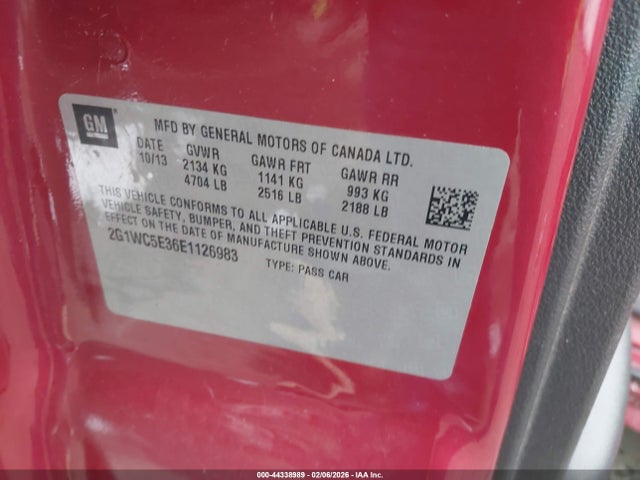 GM
MFD BY GENERAL MOTORS OF CANADA LTD.
DATE GVWR GAWR FRT GAWR RR
10/13 2134 KG 1141 KG 993 KG
4704 LB 2516 LB 2188 LB
THIS VEHICLE CONFORMS TO ALL APPLICABLE U.S. FEDERAL MOTOR
VEHICLE SAFETY, BUMPER, AND THEFT PREVENTION STANDARDS IN
EFFECT ON THE DATE OF MANUFACTURE SHOWN ABOVE.
2G1WC5E36E1126983 TYPE: PASS CAR
000-44338989 - 02/06/2026 - IAA Inc.